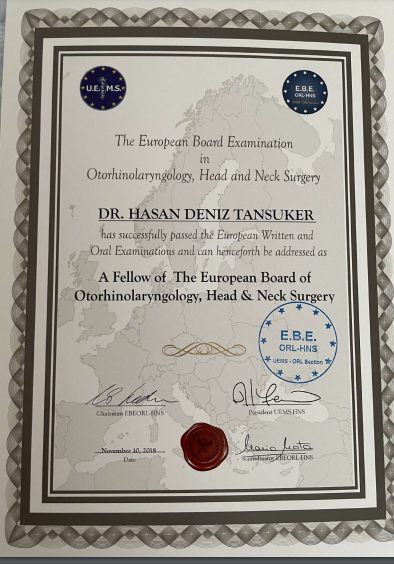 U.E.M.S.
E.B.E.
ORL-HNS
The European Board Examination
in
Otorhinolaryngology, Head and Neck Surgery
DR. HASAN DENIZ TANSUKER
has successfully passed the European Written and
Oral Examinations and can henceforth be addressed as
A Fellow of The European Board of
Otorhinolaryngology, Head & Neck Surgery
E.B.E.
ORL-HNS
UEMS - ORL Section
Chairman EBEORL-HNS
President UEMS-HNS
November 10, 2018
Date
Coordinator EBEORL-HNS